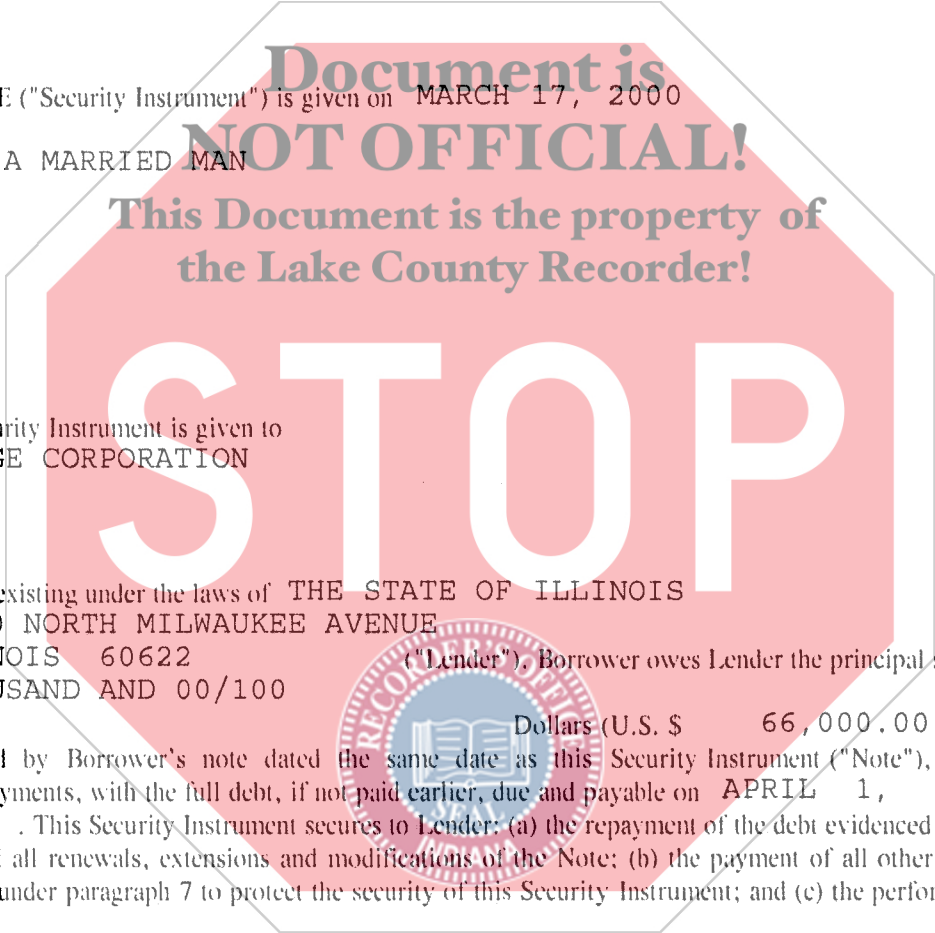 Document is
E ("Security Instrument") is given on MARCH 17, 2000
NOT OFFICIAL!
A MARRIED MAN
This Document is the property of
the Lake County Recorder!
STOP
rity Instrument is given to
GE CORPORATION
existing under the laws of THE STATE OF ILLINOIS
NORTH MILWAUKEE AVENUE
NOIS 60622 ("Lender"). Borrower owes Lender the principal
USAND AND 00/100
Dollars (U.S. $ 66,000.00
by Borrower's note dated the same date as this Security Instrument ("Note"),
yments, with the full debt, if not paid earlier, due and payable on APRIL 1,
. This Security Instrument secures to Lender: (a) the repayment of the debt evidenced
all renewals, extensions and modifications of the Note; (b) the payment of all other
under paragraph 7 to protect the security of this Security Instrument; and (c) the perfor
RECORDER'S OFFICE
SEAL
INDIANA